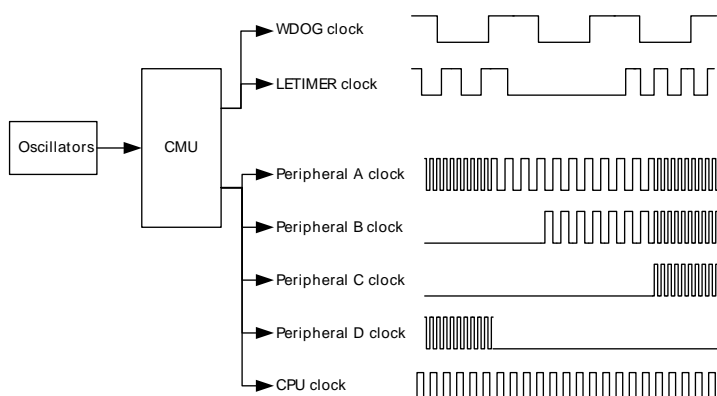 WDOG clock
LETIMER clock
Oscillators
CMU
Peripheral A clock
Peripheral B clock
Peripheral C clock
Peripheral D clock
CPU clock